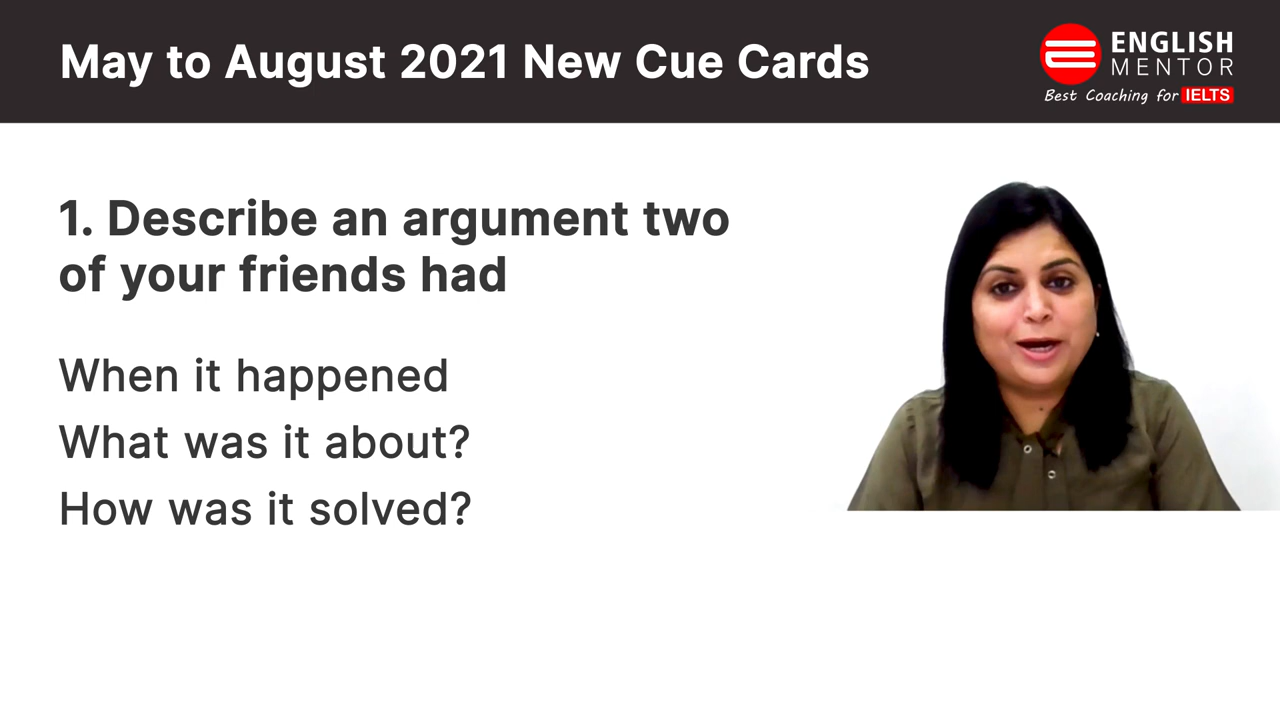 May to August 2021 New Cue Cards
ENGLISH
MENTOR
Best Coaching for IELTS
1. Describe an argument two
of your friends had
When it happened
What was it about?
How was it solved?